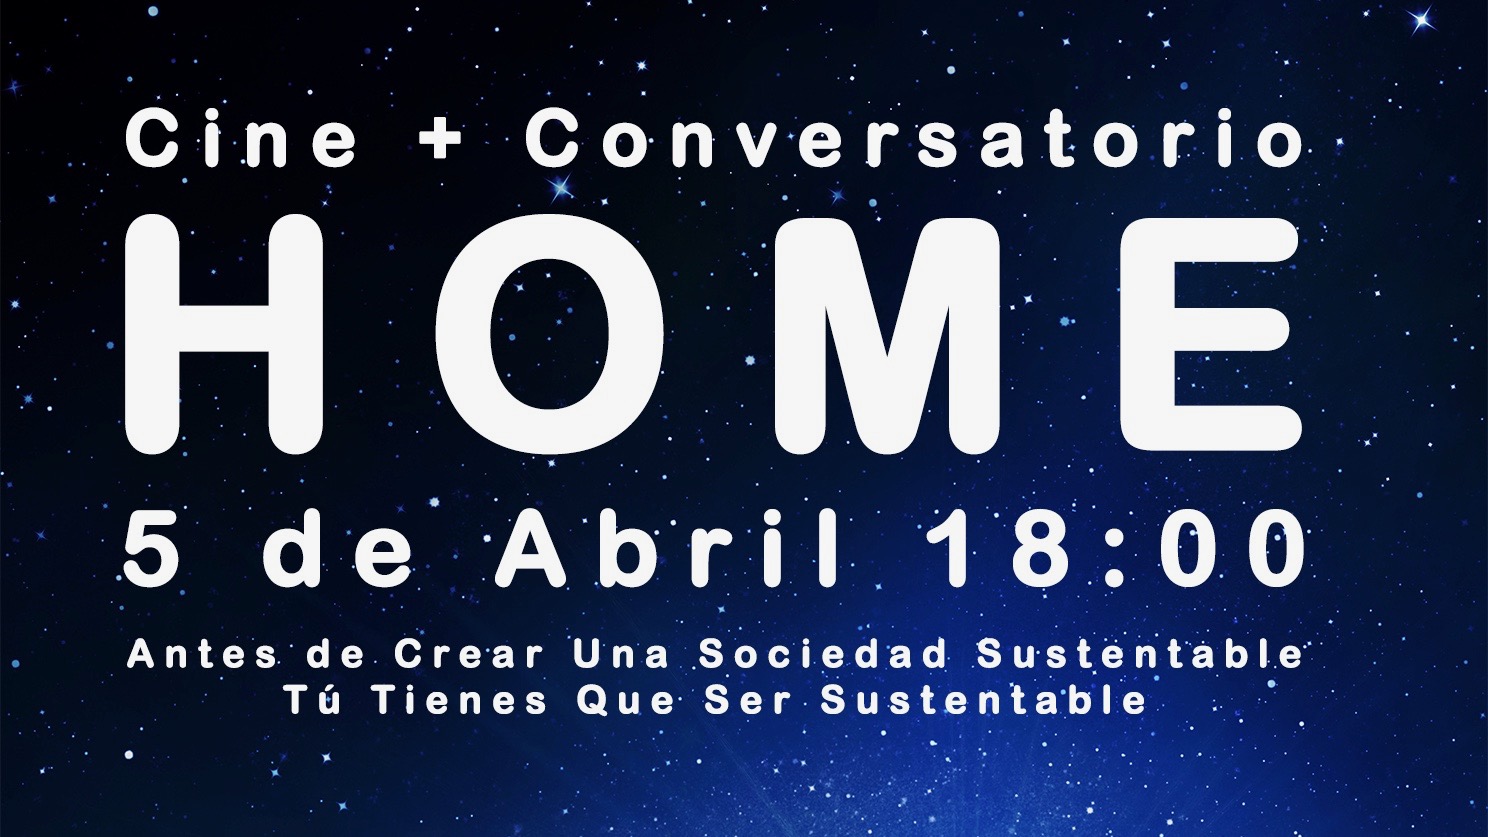 Cine + Conversatorio
HOME
5 de Abril 18:00
Antes de Crear Una Sociedad Sustentable
Tú Tienes Que Ser Sustentable